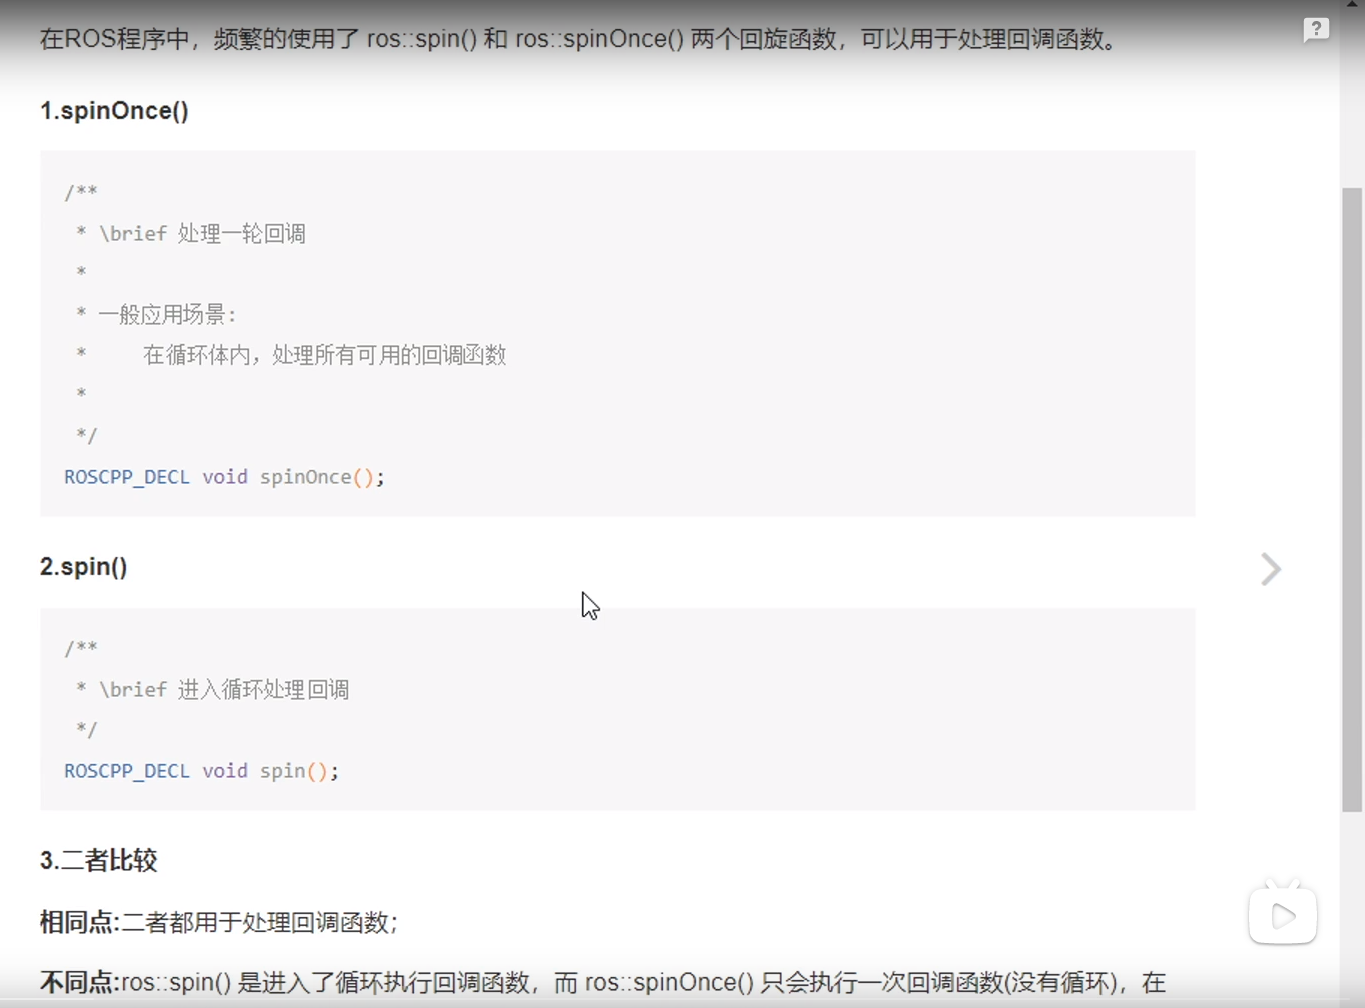 在ROS程序中，频繁的使用了 ros::spin() 和 ros::spinOnce() 两个回旋函数，可以用于处理回调函数。
1.spinOnce()
/**
* \brief 处理一轮回调
*
* 一般应用场景:
*     在循环体内，处理所有可用的回调函数
*
*/
ROSCPP_DECL void spinOnce();
2.spin()
/**
* \brief 进入循环处理回调
*/
ROSCPP_DECL void spin();
3.二者比较
相同点:二者都用于处理回调函数;
不同点:ros::spin() 是进入了循环执行回调函数，而 ros::spinOnce() 只会执行一次回调函数(没有循环)，在